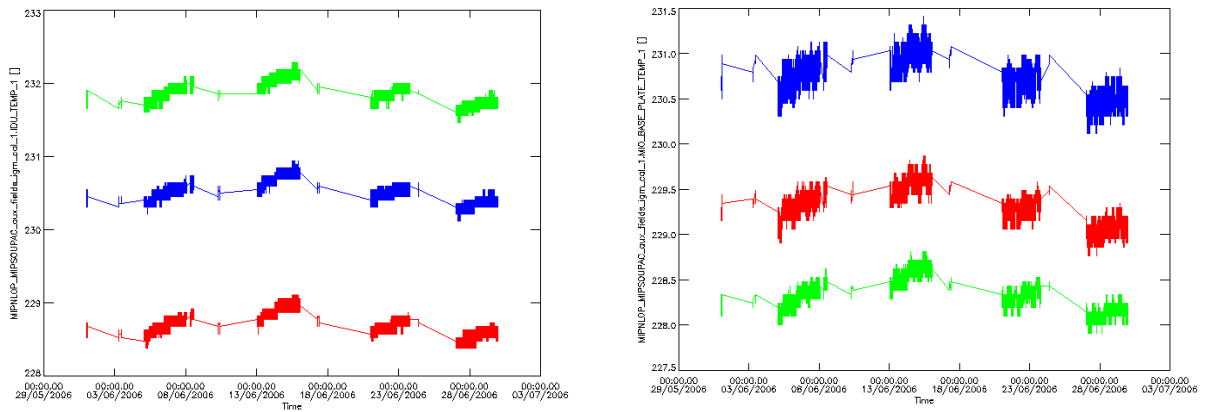 MIPNLOP_MIPSOUPAC_aux_fields_igm_col_1.IDU_TEMP_1 []
233
232
231
230
229
228
00:00.00 00:00.00 00:00.00 00:00.00 00:00.00 00:00.00 00:00.00 00:00.00
29/05/2006 03/06/2006 08/06/2006 13/06/2006 18/06/2006 23/06/2006 28/06/2006 03/07/2006
Time
MIPNLOP_MIPSOUPAC_aux_fields_igm_col_1.MIO_BASE_PLATE_TEMP_1 []
231.5
231.0
230.5
230.0
229.5
229.0
228.5
228.0
227.5
00:00.00 00:00.00 00:00.00 00:00.00 00:00.00 00:00.00 00:00.00 00:00.00
29/05/2006 03/06/2006 08/06/2006 13/06/2006 18/06/2006 23/06/2006 28/06/2006 03/07/2006
Time